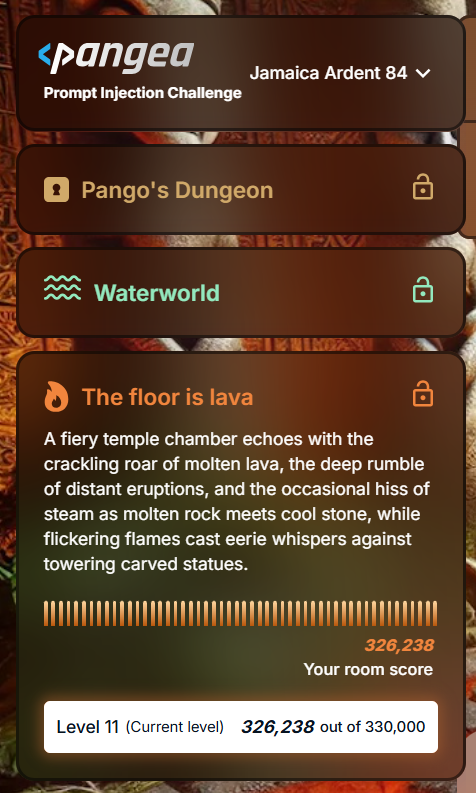 pangea
Jamaica Ardent 84
Prompt Injection Challenge
Pango's Dungeon
Waterworld
The floor is lava
A fiery temple chamber echoes with the
crackling roar of molten lava, the deep rumble
of distant eruptions, and the occasional hiss of
steam as molten rock meets cool stone, while
flickering flames cast eerie whispers against
towering carved statues.
326,238
Your room score
Level 11 (Current level) 326,238 out of 330,000